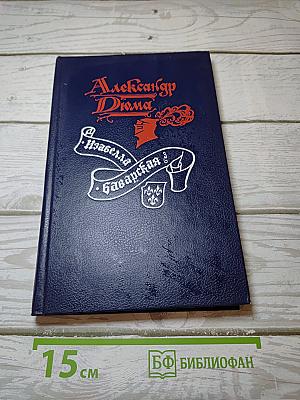 Александр
Дюма
Изабелла
Баварская
15 см
БФ БИБЛИОФАН